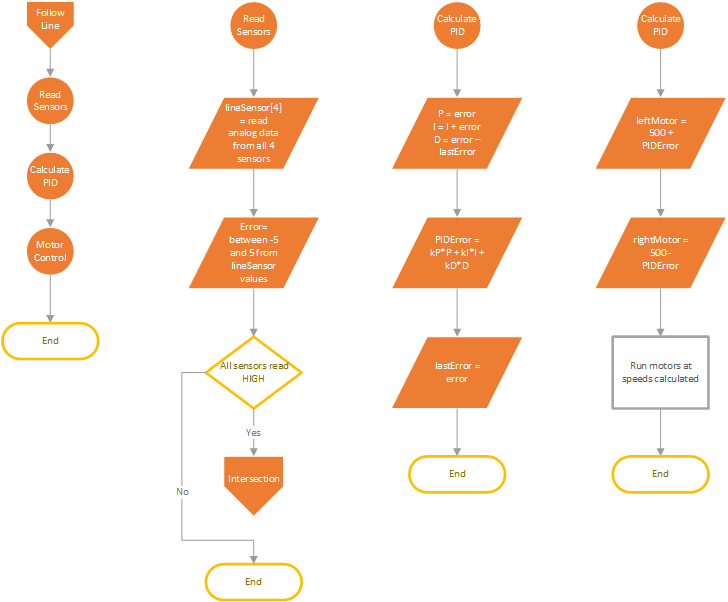 Follow
Line
Read
Sensors
Calculate
PID
Motor
Control
End
Read
Sensors
lineSensor[4]
= read
analog data
from all 4
sensors
Error=
between -5
and 5 from
lineSensor
values
All sensors read
HIGH
Yes
Intersection
No
End
Calculate
PID
P = error
I = I + error
D = error –
lastError
PIDError =
kP*P + kI*I +
kD*D
lastError =
error
End
Calculate
PID
leftMotor =
500 +
PIDError
rightMotor =
500-
PIDError
Run motors at
speeds calculated
End